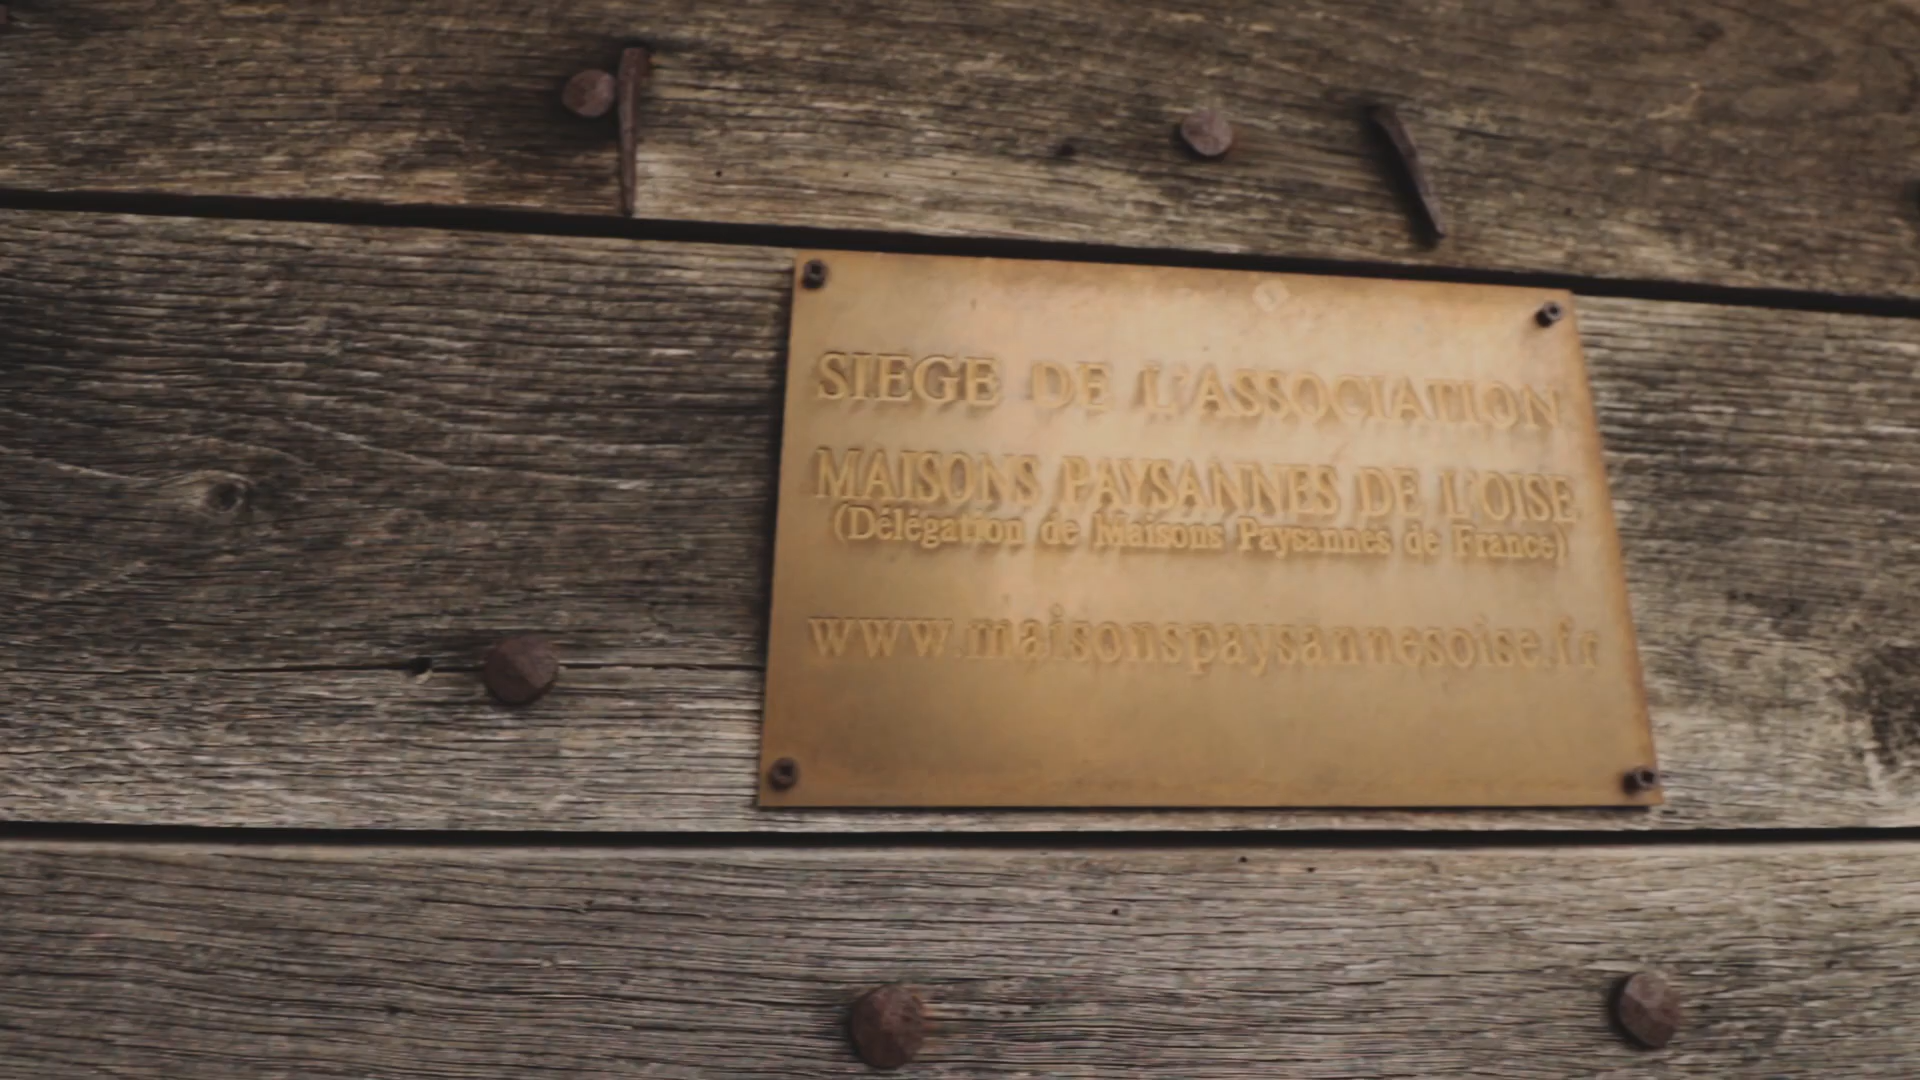 SIEGE DE L'ASSOCIATION
MAISONS PAYSANNES DE L'OISE
(Délégation de Maisons Paysannes de France)
www.maisonspaysannesoise.fr